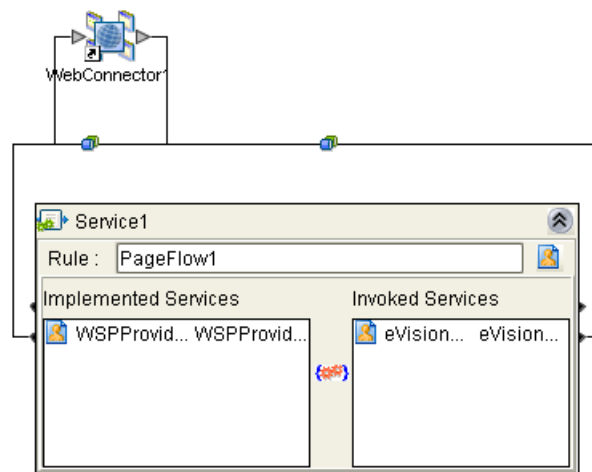 WebConnector1
Service1
Rule : PageFlow1
Implemented Services Invoked Services
WSPProvid... WSPProvid... eVision... eVision...